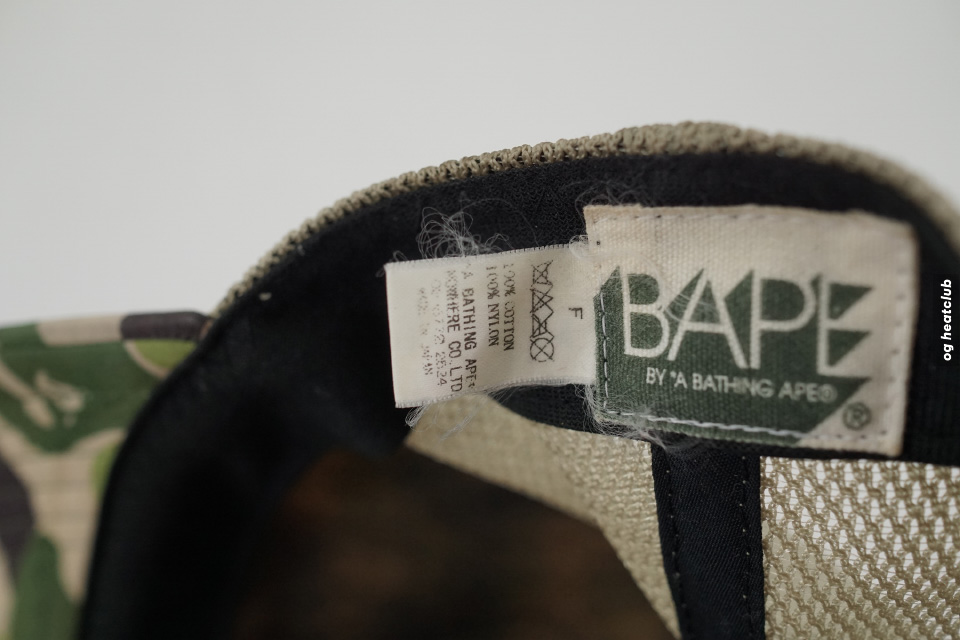 BAPE
BY *A BATHING APE®
®
F
100% COTTON
100% NYLON
*A BATHING APE
NOWHERE CO.LTD
MADE IN JAPAN
og heatclub